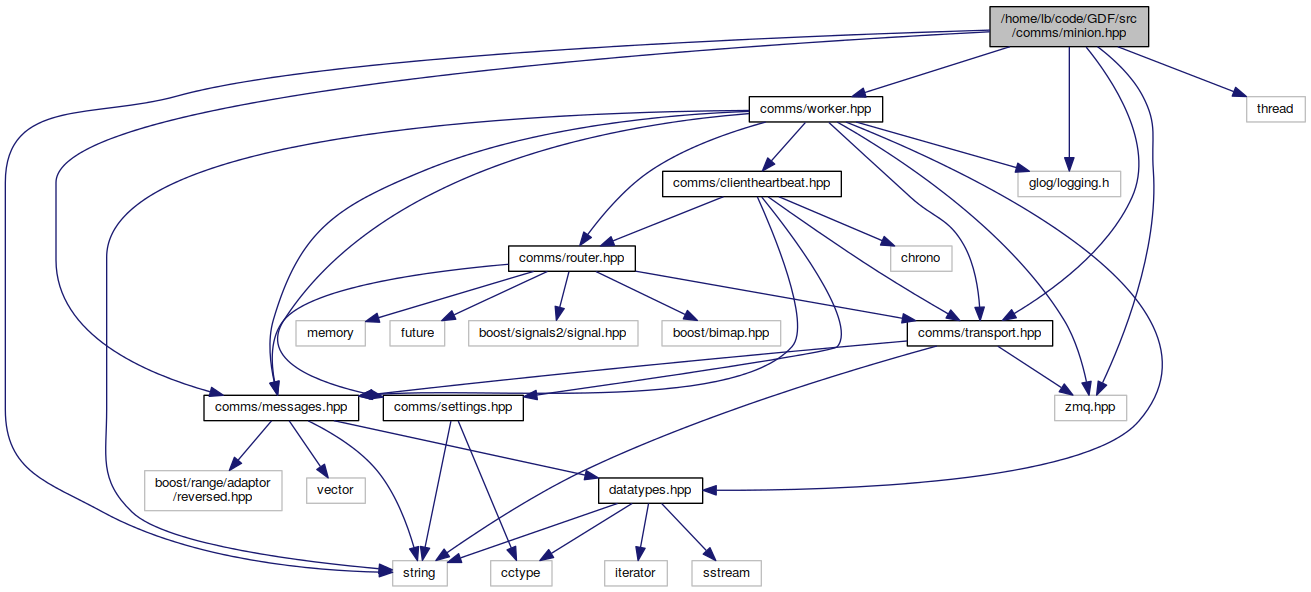 /home/lb/code/GDF/src
/comms/minion.hpp
comms/worker.hpp
thread
comms/clientheartbeat.hpp
glog/logging.h
comms/router.hpp
chrono
memory
future
boost/signals2/signal.hpp
boost/bimap.hpp
comms/transport.hpp
comms/messages.hpp
comms/settings.hpp
zmq.hpp
boost/range/adaptor
/reversed.hpp
vector
datatypes.hpp
string
cctype
iterator
sstream